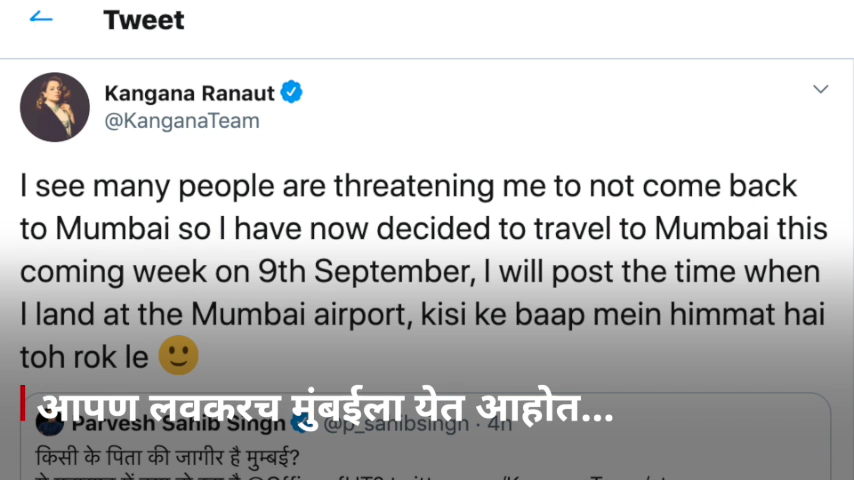 Tweet
Kangana Ranaut
@KanganaTeam
I see many people are threatening me to not come back
to Mumbai so I have now decided to travel to Mumbai this
coming week on 9th September, I will post the time when
I land at the Mumbai airport, kisi ke baap mein himmat hai
toh rok le 🙂
आपण लवकरच मुंबईला येत आहोत...
Parvesh Sahib Singh @p_sahibsingh · 4h
किसी के पिता की जागीर है मुम्बई?